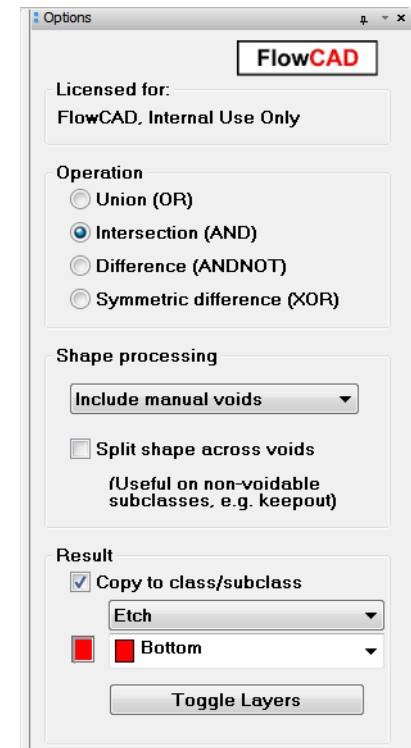 Options
FlowCAD
Licensed for:
FlowCAD, Internal Use Only
Operation
Union (OR)
Intersection (AND)
Difference (ANDNOT)
Symmetric difference (XOR)
Shape processing
Include manual voids
Split shape across voids
(Useful on non-voidable
subclasses, e.g. keepout)
Result
Copy to class/subclass
Etch
Bottom
Toggle Layers